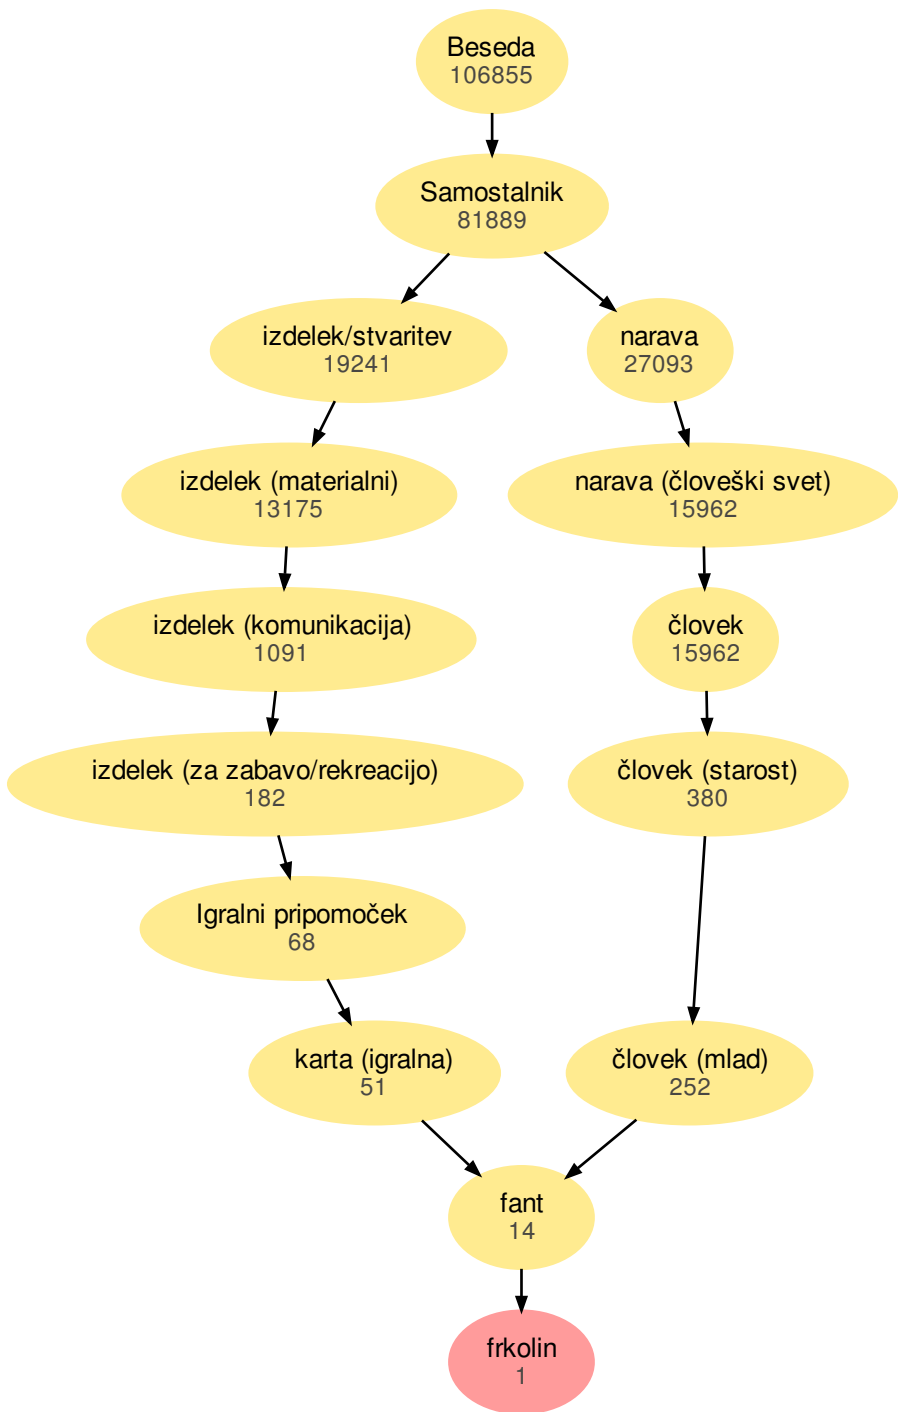 Beseda
106855
Samostalnik
81889
izdelek/stvaritev
19241
narava
27093
izdelek (materialni)
13175
narava (človeški svet)
15962
izdelek (komunikacija)
1091
človek
15962
izdelek (za zabavo/rekreacijo)
182
človek (starost)
380
Igralni pripomoček
68
karta (igralna)
51
človek (mlad)
252
fant
14
frkolin
1